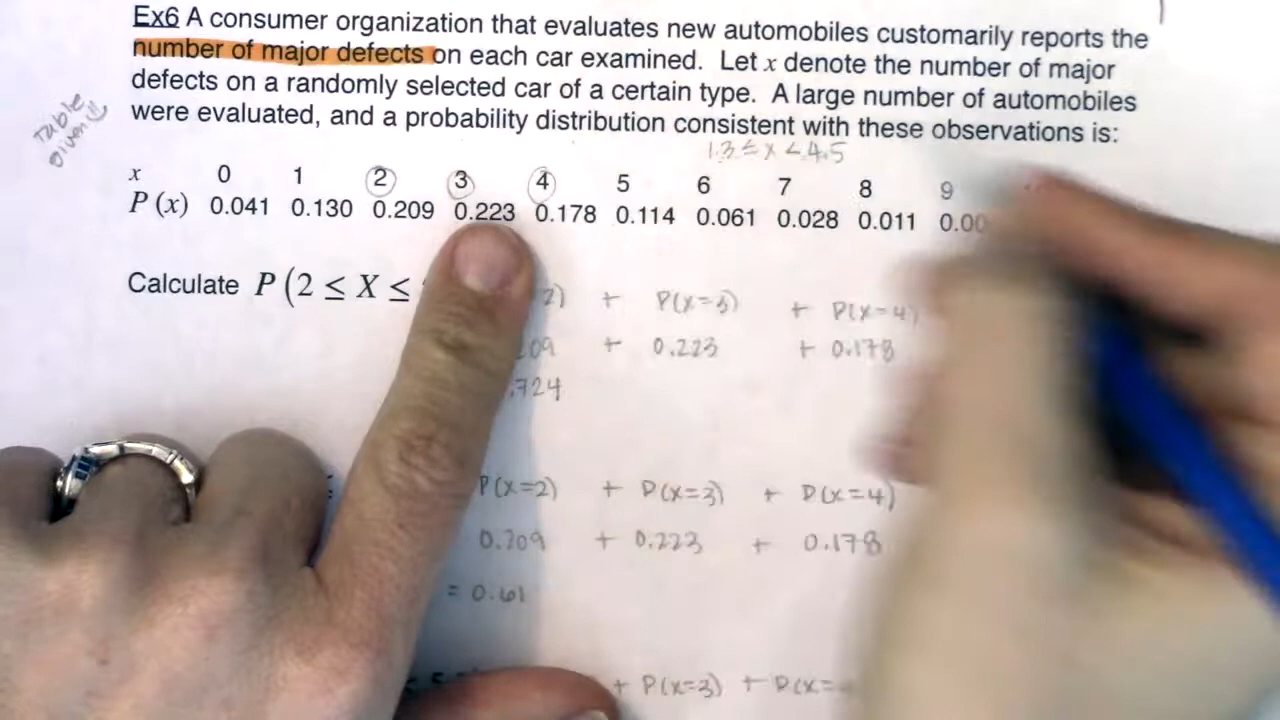 Ex6 A consumer organization that evaluates new automobiles customarily reports the
number of major defects on each car examined. Let x denote the number of major
defects on a randomly selected car of a certain type. A large number of automobiles
were evaluated, and a probability distribution consistent with these observations is:
Table
given
1.3 ≤ x < 4.5
x 0 1 2 3 4 5 6 7 8 9
P (x) 0.041 0.130 0.209 0.223 0.178 0.114 0.061 0.028 0.011 0.00
Calculate P (2 ≤ X ≤
2) + P(x=3) + P(x=4)
09 + 0.223 + 0.178
.724
P(x=2) + P(x=3) + P(x=4)
0.209 + 0.223 + 0.178
= 0.61
+ P(x=3) + P(x=